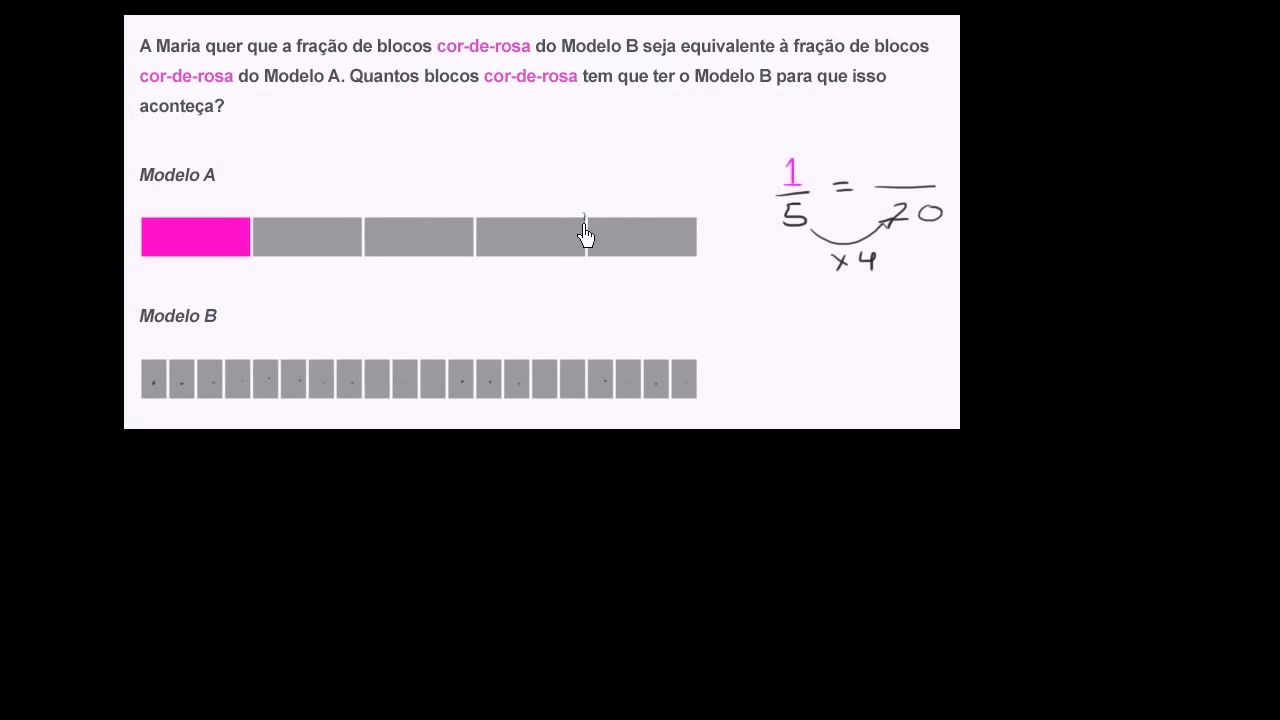 A Maria quer que a fração de blocos cor-de-rosa do Modelo B seja equivalente à fração de blocos
cor-de-rosa do Modelo A. Quantos blocos cor-de-rosa tem que ter o Modelo B para que isso
aconteça?
Modelo A
1
=
5
20
×4
Modelo B